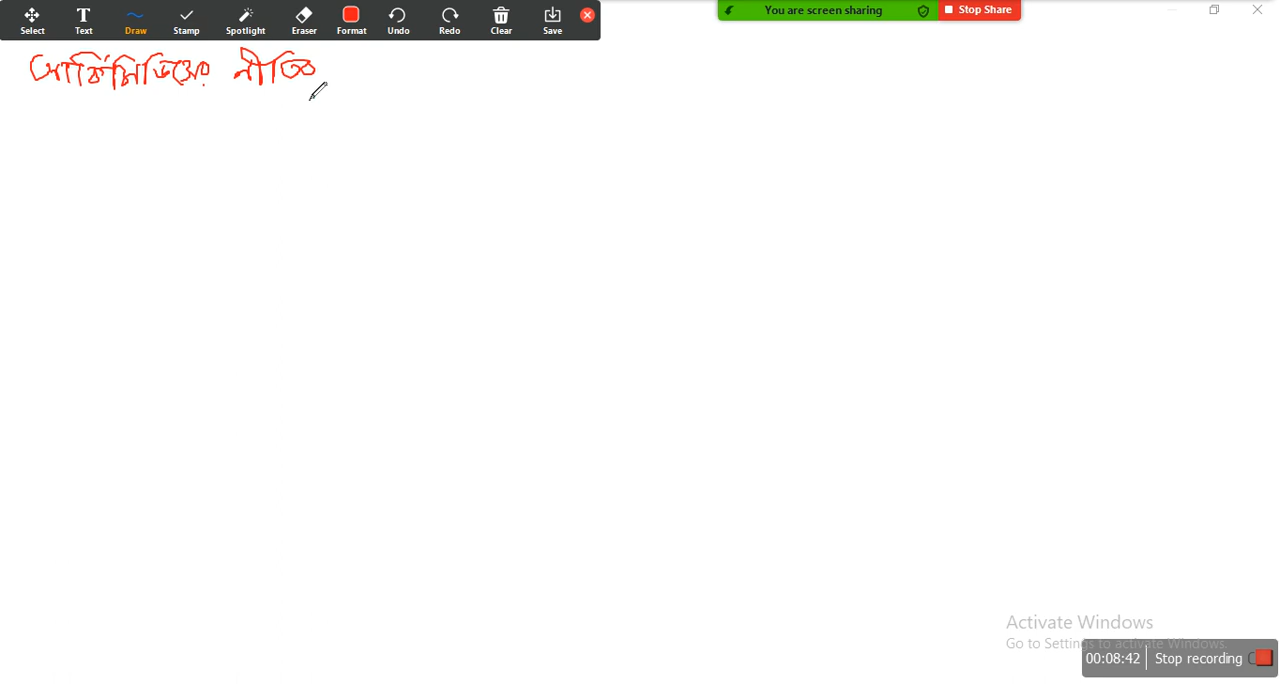 Select Text Draw Stamp Spotlight Eraser Format Undo Redo Clear Save
You are screen sharing Stop Share
নীতি
Activate Windows
Go to Settings to activate Windows.
00:08:42 Stop recording